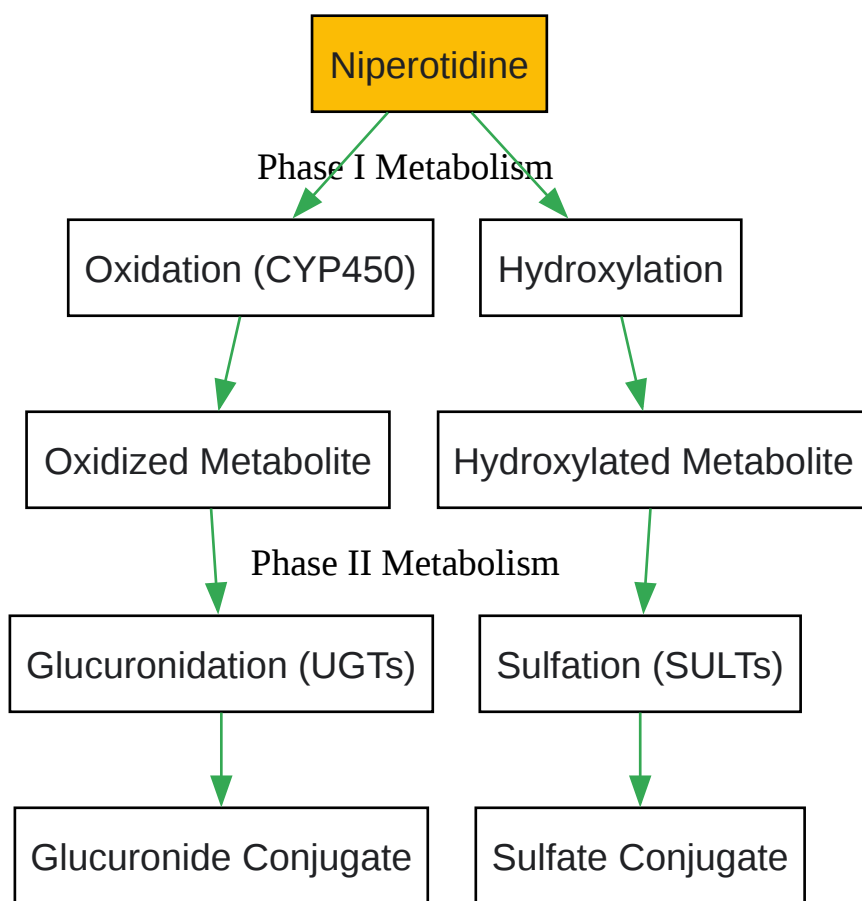 Niperotidine
Phase I Metabolism
Oxidation (CYP450)
Hydroxylation
Oxidized Metabolite
Hydroxylated Metabolite
Phase II Metabolism
Glucuronidation (UGTs)
Sulfation (SULTs)
Glucuronide Conjugate
Sulfate Conjugate